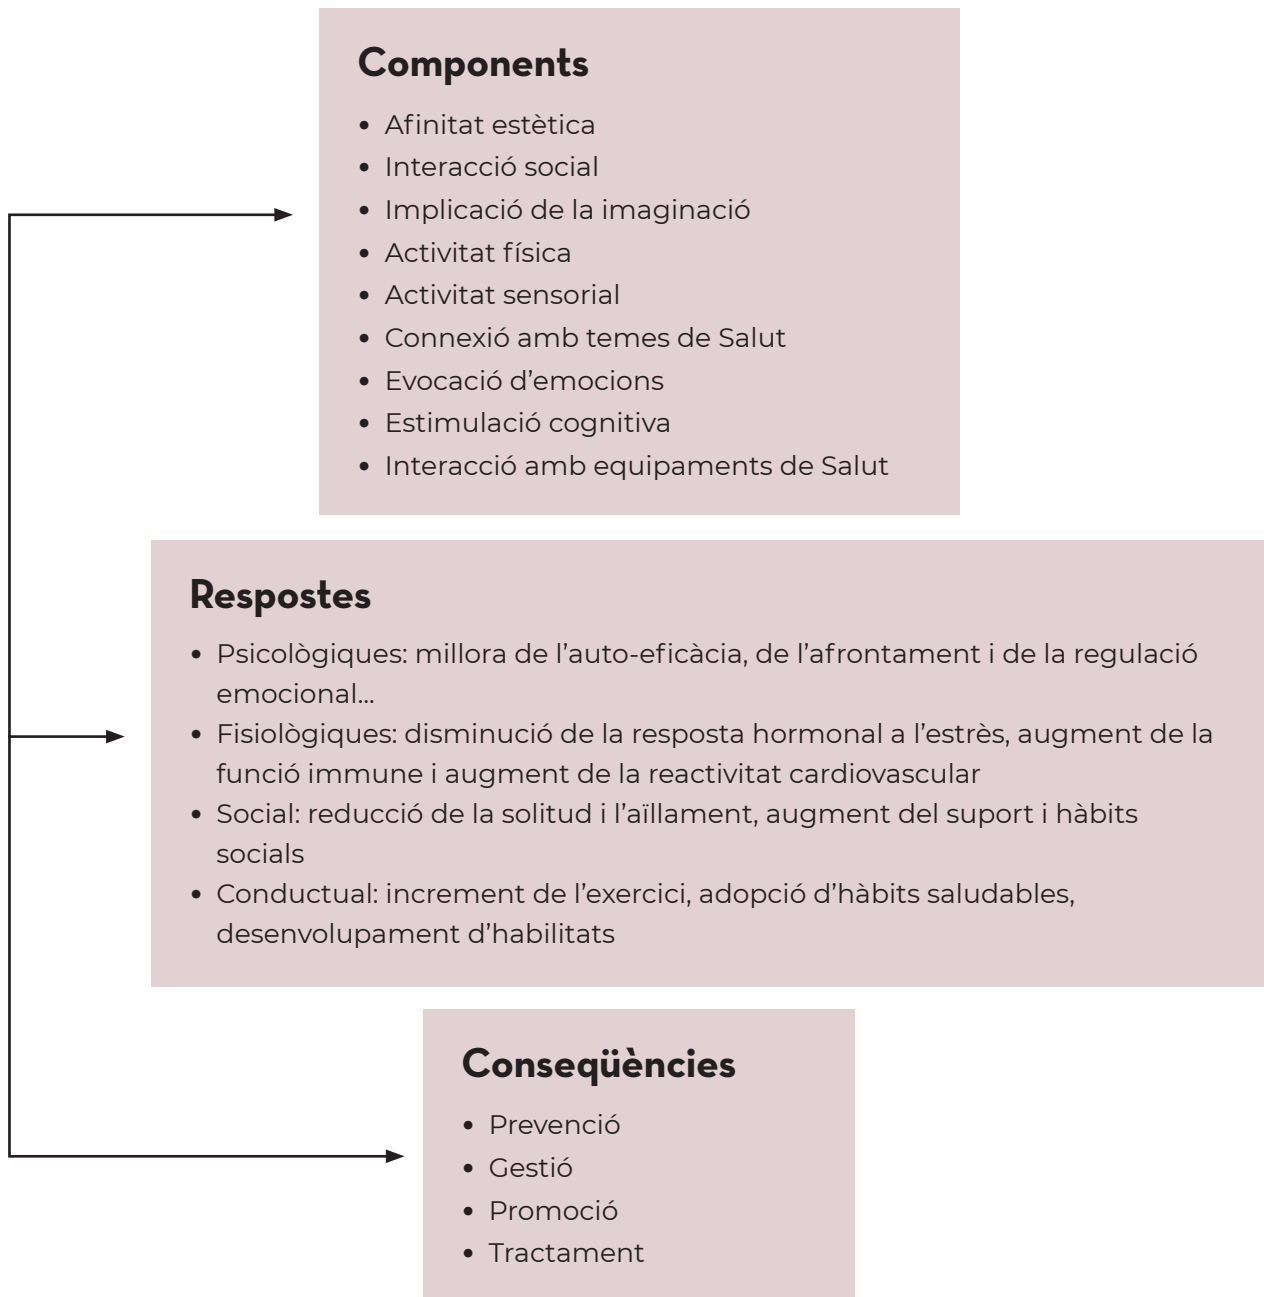 Components
• Afinitat estètica
• Interacció social
• Implicació de la imaginació
• Activitat física
• Activitat sensorial
• Connexió amb temes de Salut
• Evocació d’emocions
• Estimulació cognitiva
• Interacció amb equipaments de Salut
Respostes
• Psicològiques: millora de l’auto-eficàcia, de l’afrontament i de la regulació
emocional...
• Fisiològiques: disminució de la resposta hormonal a l’estrès, augment de la
funció immune i augment de la reactivitat cardiovascular
• Social: reducció de la solitud i l’aïllament, augment del suport i hàbits
socials
• Conductual: increment de l’exercici, adopció d’hàbits saludables,
desenvolupament d’habilitats
Conseqüències
• Prevenció
• Gestió
• Promoció
• Tractament